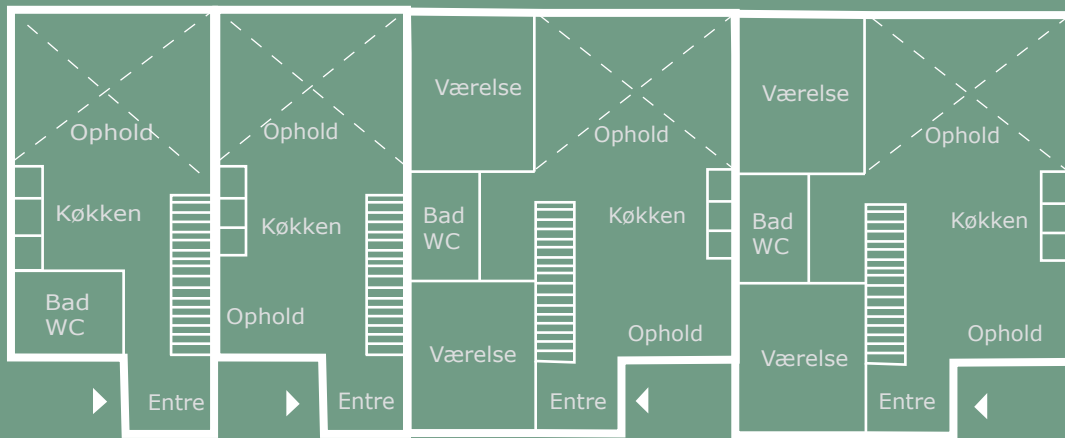 Ophold
Køkken
Bad
WC
Entre
Ophold
Køkken
Ophold
Entre
Værelse
Ophold
Bad
WC
Køkken
Værelse
Ophold
Entre
Værelse
Ophold
Bad
WC
Køkken
Værelse
Ophold
Entre